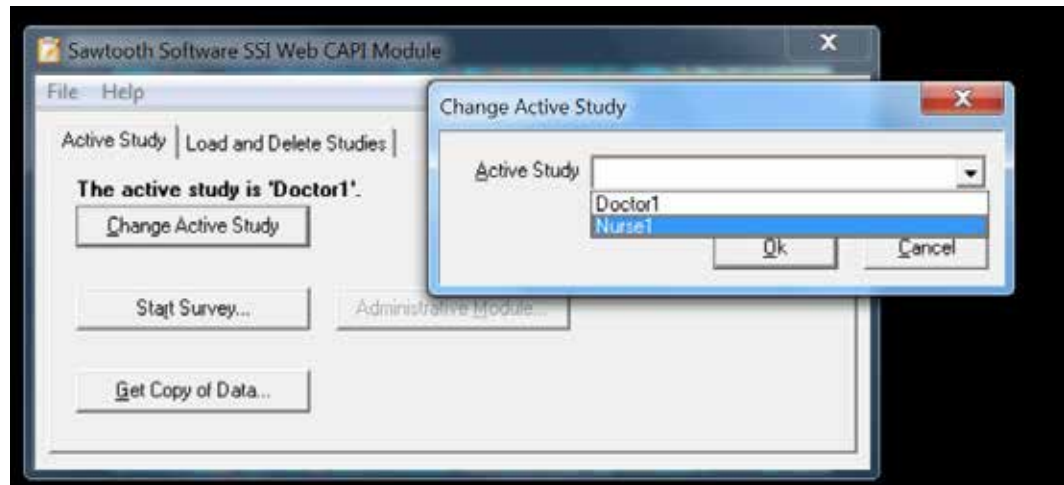 Sawtooth Software SSI Web CAPI Module
File Help
Active Study Load and Delete Studies
The active study is 'Doctor1'.
Change Active Study
Start Survey... Administrative Module...
Get Copy of Data...
Change Active Study
Active Study
Doctor1
Nurse1
Ok Cancel